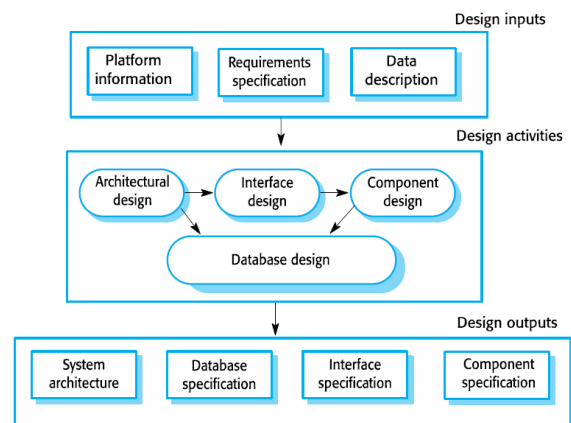 Design inputs
Platform
information
Requirements
specification
Data
description
Design activities
Architectural
design
Interface
design
Component
design
Database design
Design outputs
System
architecture
Database
specification
Interface
specification
Component
specification